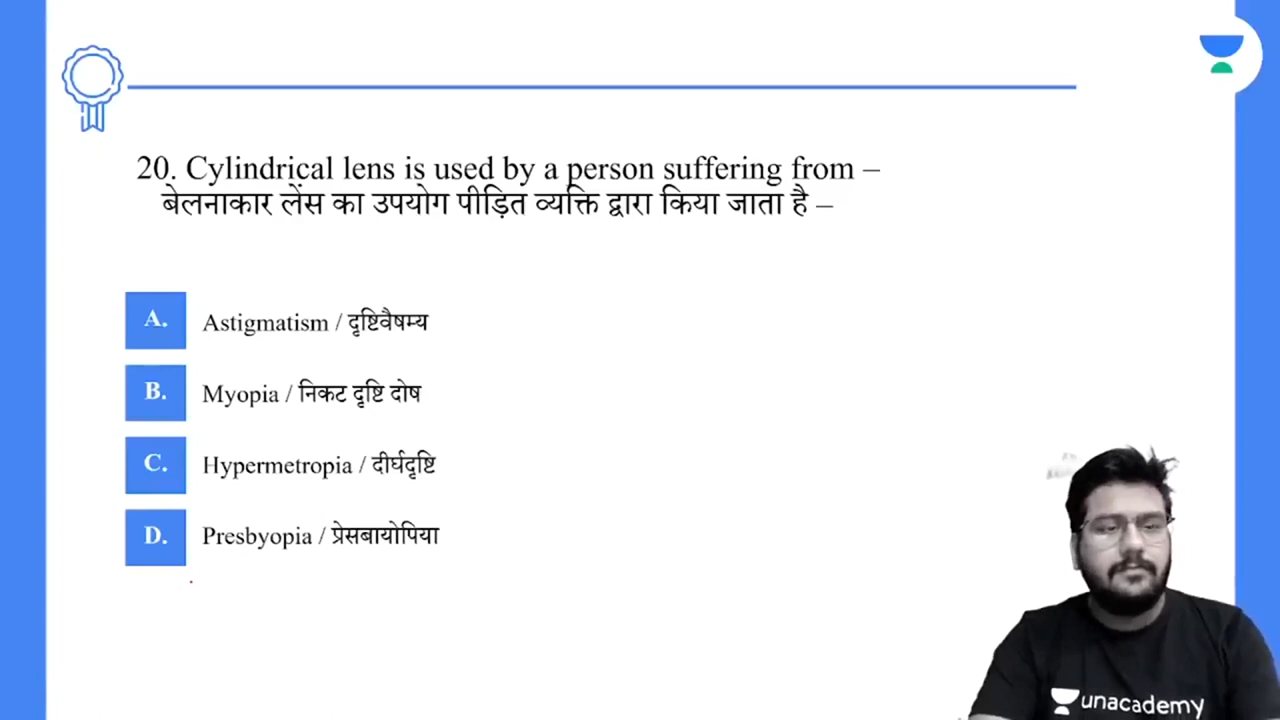 20. Cylindrical lens is used by a person suffering from –
बेलनाकार लेंस का उपयोग पीड़ित व्यक्ति द्वारा किया जाता है –
A. Astigmatism / दृष्टिवैषम्य
B. Myopia / निकट दृष्टि दोष
C. Hypermetropia / दीर्घदृष्टि
D. Presbyopia / प्रेसबायोपिया
unacademy